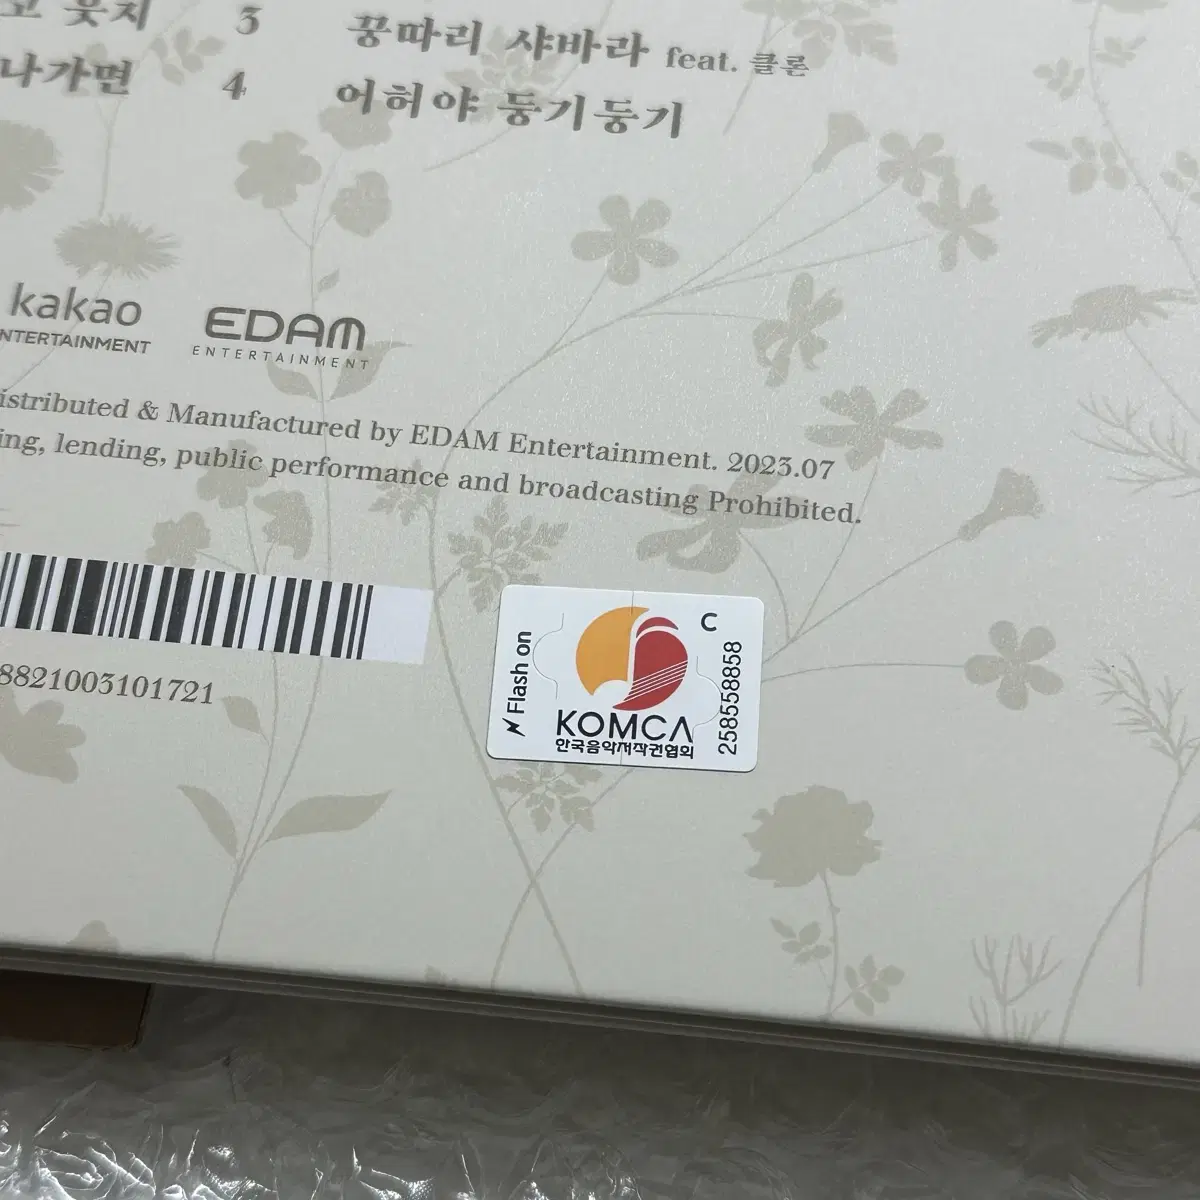 고 웃지 3 꿍따리 샤바라 feat. 클론
나가면 4 어허야 둥기둥기
kakao
ENTERTAINMENT
EDAM
ENTERTAINMENT
Distributed & Manufactured by EDAM Entertainment. 2023.07
lending, public performance and broadcasting Prohibited.
8821003101721
Flash on
C
KOMCA
한국음악저작권협회
258558858